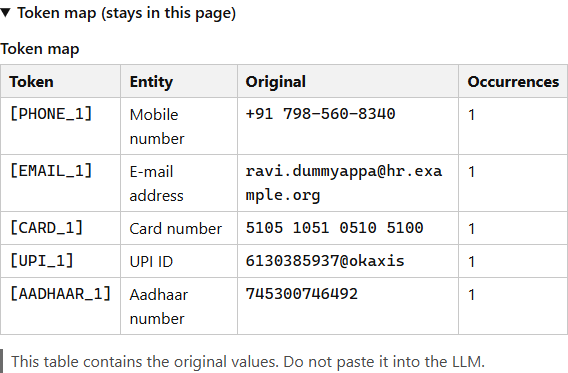 ▼ Token map (stays in this page)
Token map
Token Entity Original Occurrences
[PHONE_1] Mobile number +91 798-560-8340 1
[EMAIL_1] E-mail address ravi.dummyappa@hr.example.org 1
[CARD_1] Card number 5105 1051 0510 5100 1
[UPI_1] UPI ID 6130385937@okaxis 1
[AADHAAR_1] Aadhaar number 745300746492 1
This table contains the original values. Do not paste it into the LLM.